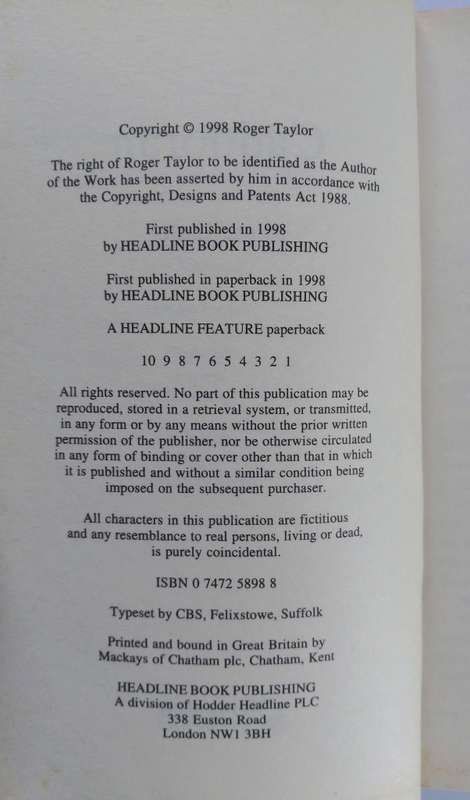 Copyright © 1998 Roger Taylor
The right of Roger Taylor to be identified as the Author
of the Work has been asserted by him in accordance with
the Copyright, Designs and Patents Act 1988.
First published in 1998
by HEADLINE BOOK PUBLISHING
First published in paperback in 1998
by HEADLINE BOOK PUBLISHING
A HEADLINE FEATURE paperback
10 9 8 7 6 5 4 3 2 1
All rights reserved. No part of this publication may be
reproduced, stored in a retrieval system, or transmitted,
in any form or by any means without the prior written
permission of the publisher, nor be otherwise circulated
in any form of binding or cover other than that in which
it is published and without a similar condition being
imposed on the subsequent purchaser.
All characters in this publication are fictitious
and any resemblance to real persons, living or dead,
is purely coincidental.
ISBN 0 7472 5898 8
Typeset by CBS, Felixstowe, Suffolk
Printed and bound in Great Britain by
Mackays of Chatham plc, Chatham, Kent
HEADLINE BOOK PUBLISHING
A division of Hodder Headline PLC
338 Euston Road
London NW1 3BH